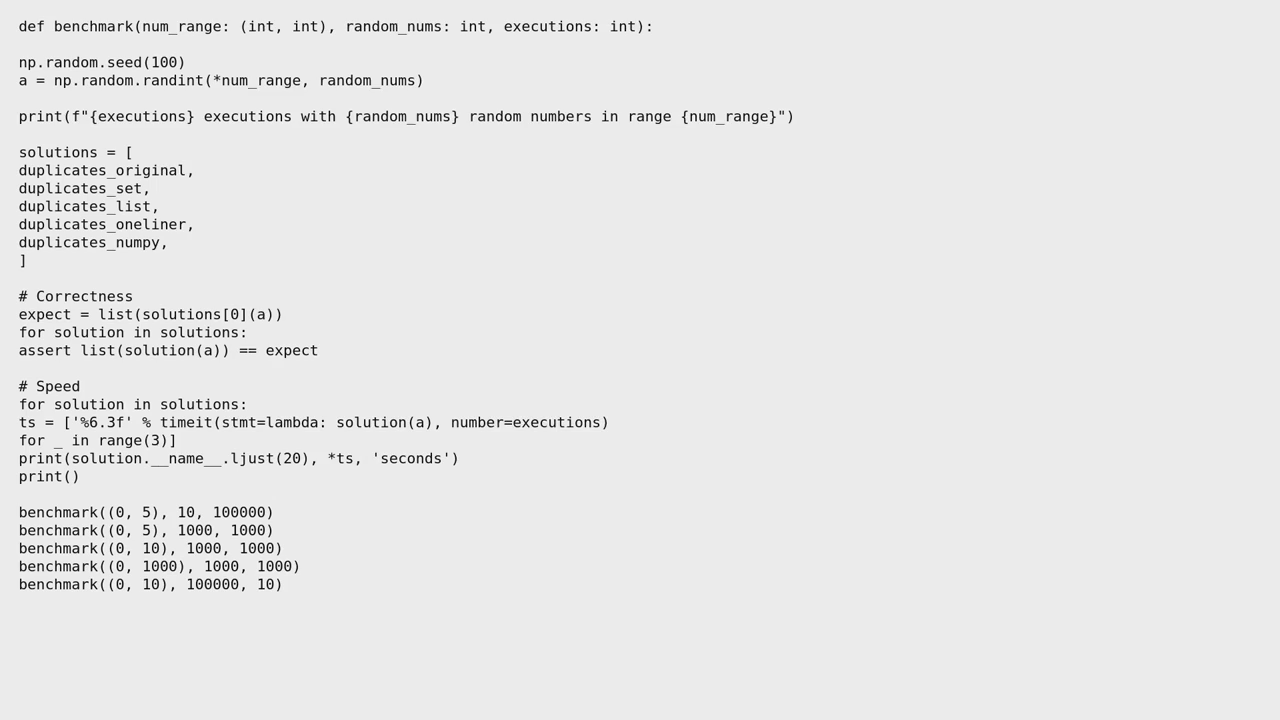 def benchmark(num_range: (int, int), random_nums: int, executions: int):
np.random.seed(100)
a = np.random.randint(*num_range, random_nums)
print(f"{executions} executions with {random_nums} random numbers in range {num_range}")
solutions = [
duplicates_original,
duplicates_set,
duplicates_list,
duplicates_oneliner,
duplicates_numpy,
]
# Correctness
expect = list(solutions[0](a))
for solution in solutions:
assert list(solution(a)) == expect
# Speed
for solution in solutions:
ts = ['%6.3f' % timeit(stmt=lambda: solution(a), number=executions)
for _ in range(3)]
print(solution.__name__.ljust(20), *ts, 'seconds')
print()
benchmark((0, 5), 10, 100000)
benchmark((0, 5), 1000, 1000)
benchmark((0, 10), 1000, 1000)
benchmark((0, 1000), 1000, 1000)
benchmark((0, 10), 100000, 10)